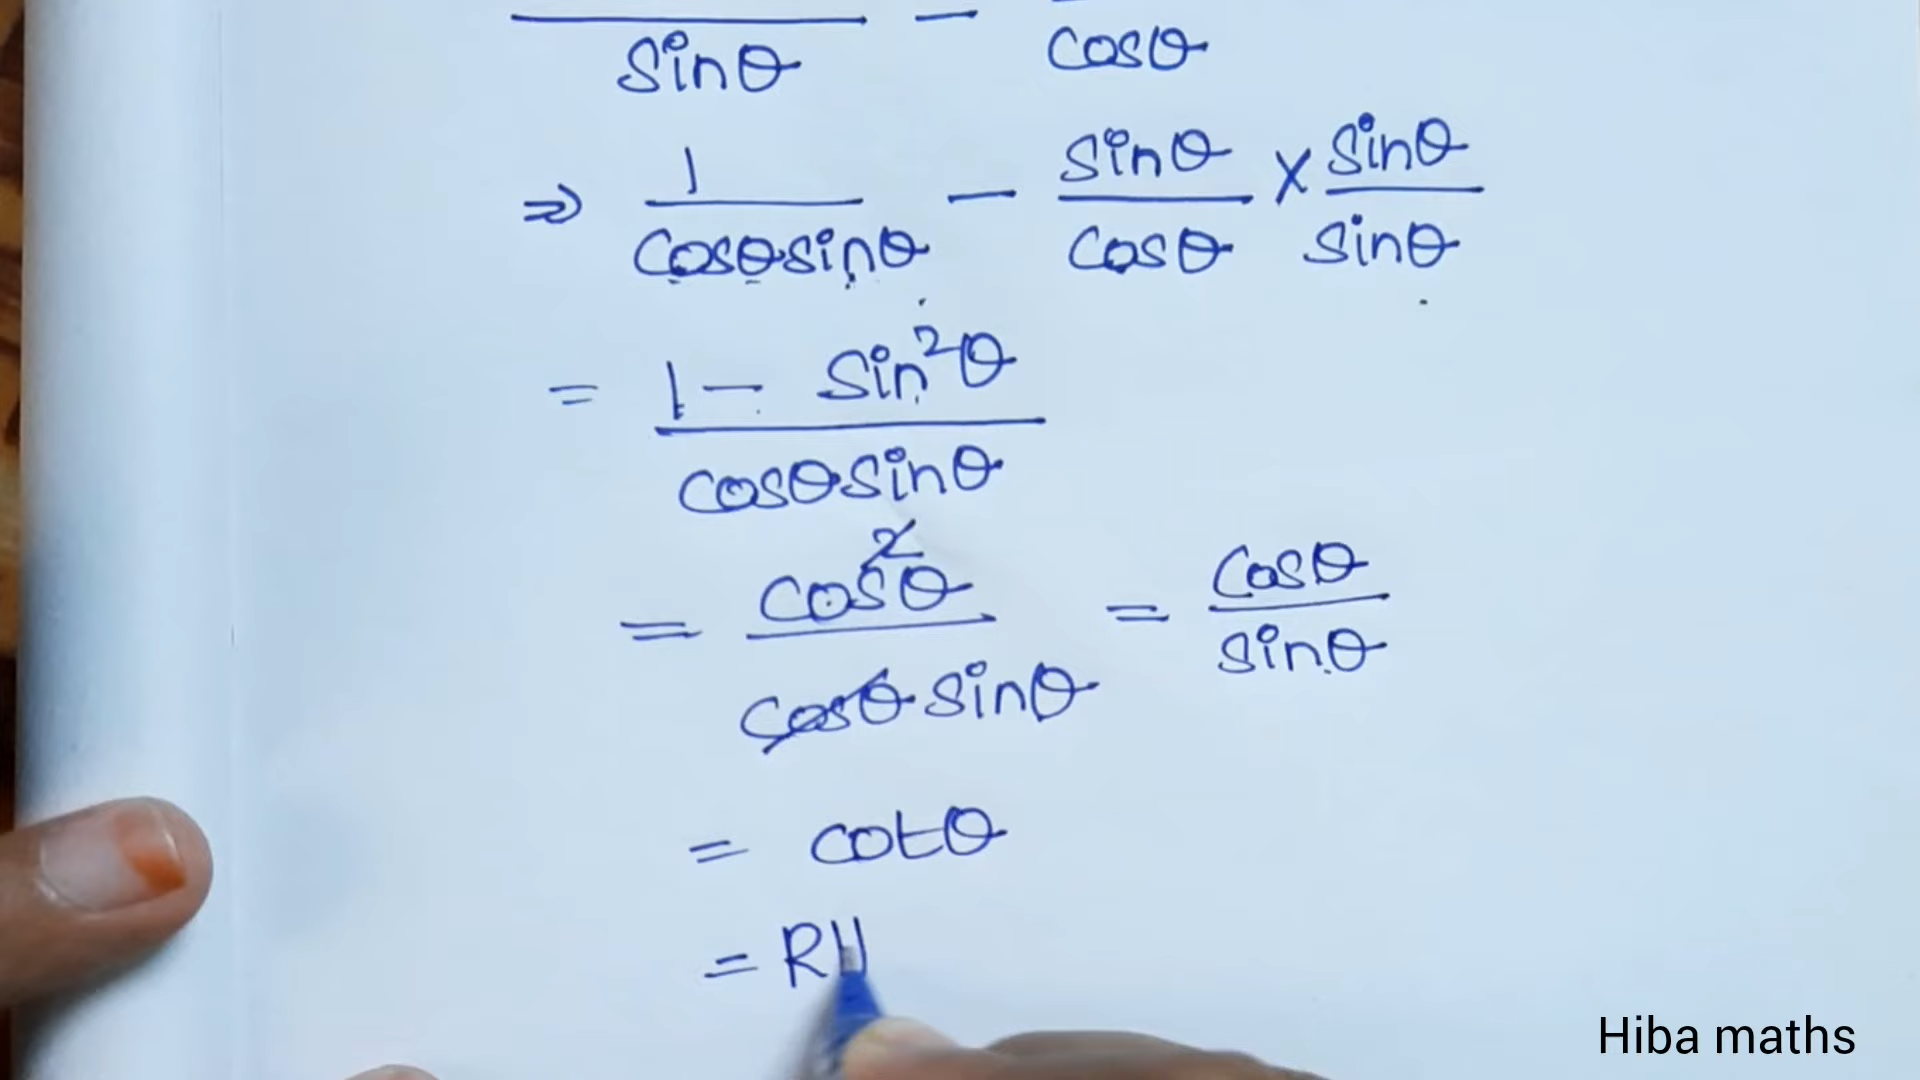 ─────
sinθ − ─ cosθ
⇒ 1/cosθsinθ − sinθ/cosθ × sinθ/sinθ
= 1 − sin²θ / cosθsinθ
= cos²θ / cosθ sinθ = cosθ/sinθ
= cotθ
= RH
Hiba maths